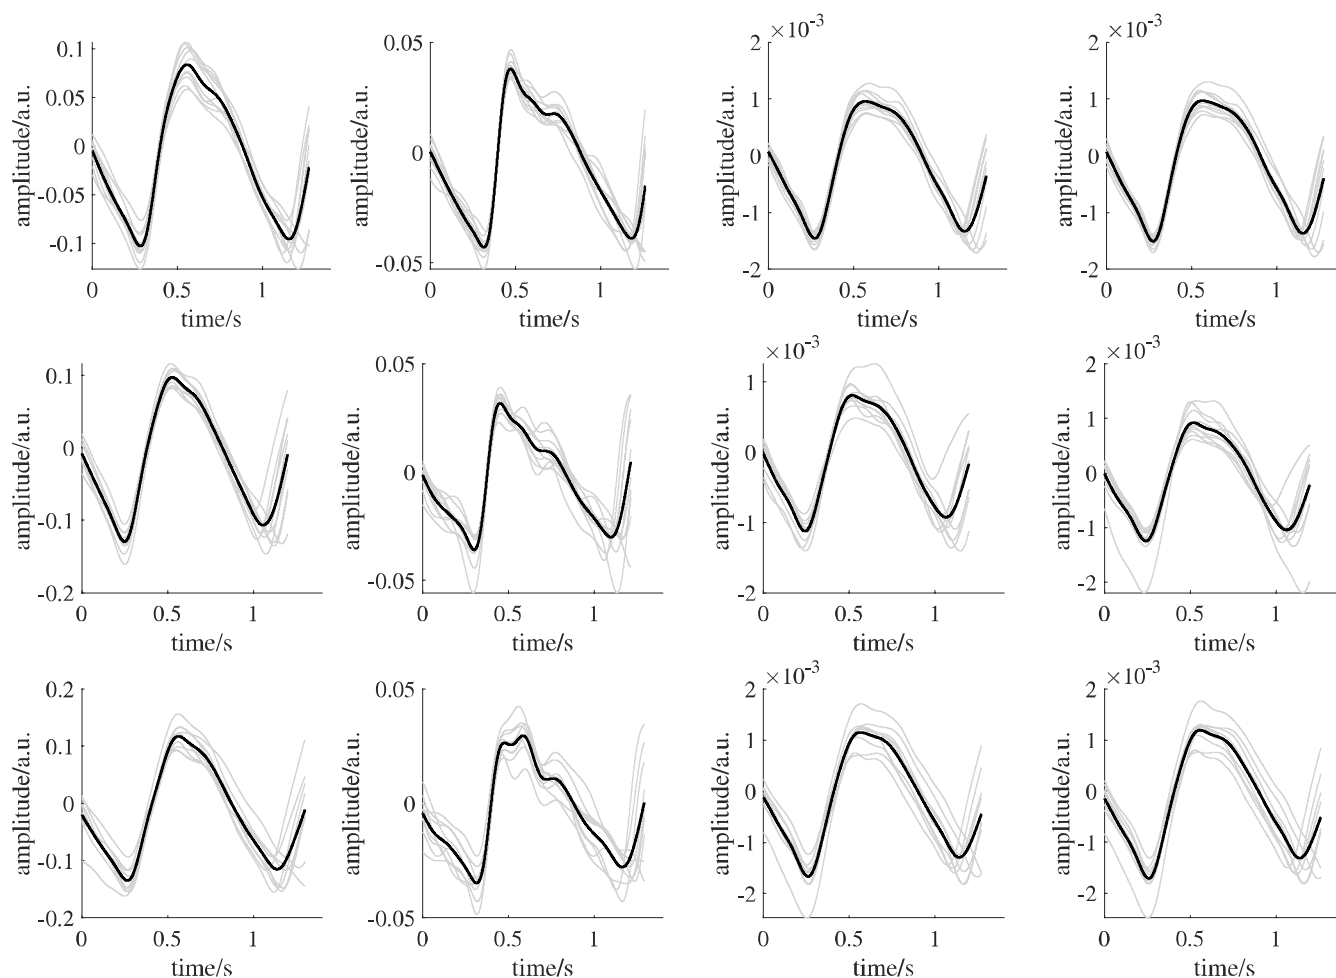 ×10⁻³ ×10⁻³
0.1 0.05 2 2
0.05 1 1
0 0 0 0
-0.05 -1 -1
-0.1 -0.05 -2 -2
amplitude/a.u. amplitude/a.u. amplitude/a.u. amplitude/a.u.
0 0.5 1 0 0.5 1 0 0.5 1 0 0.5 1
time/s time/s time/s time/s
×10⁻³ ×10⁻³
0.1 0.05 1 2
1
0 0 0 0
-0.1 -1 -1
-0.2 -0.05 -2 -2
amplitude/a.u. amplitude/a.u. amplitude/a.u. amplitude/a.u.
0 0.5 1 0 0.5 1 0 0.5 1 0 0.5 1
time/s time/s time/s time/s
×10⁻³ ×10⁻³
0.2 0.05 2 2
0.1 1 1
0 0 0 0
-0.1 -1 -1
-0.2 -0.05 -2 -2
amplitude/a.u. amplitude/a.u. amplitude/a.u. amplitude/a.u.
0 0.5 1 0 0.5 1 0 0.5 1 0 0.5 1
time/s time/s time/s time/s